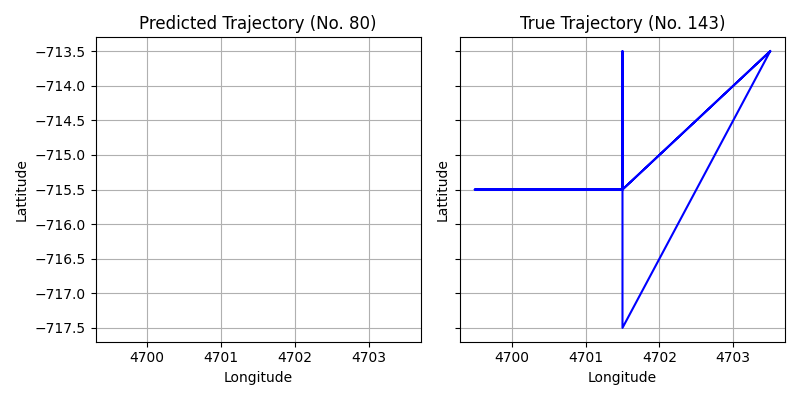 Predicted Trajectory (No. 80)
True Trajectory (No. 143)
−713.5
−714.0
−714.5
−715.0
−715.5
−716.0
−716.5
−717.0
−717.5
Lattitude
Lattitude
4700 4701 4702 4703
4700 4701 4702 4703
Longitude
Longitude